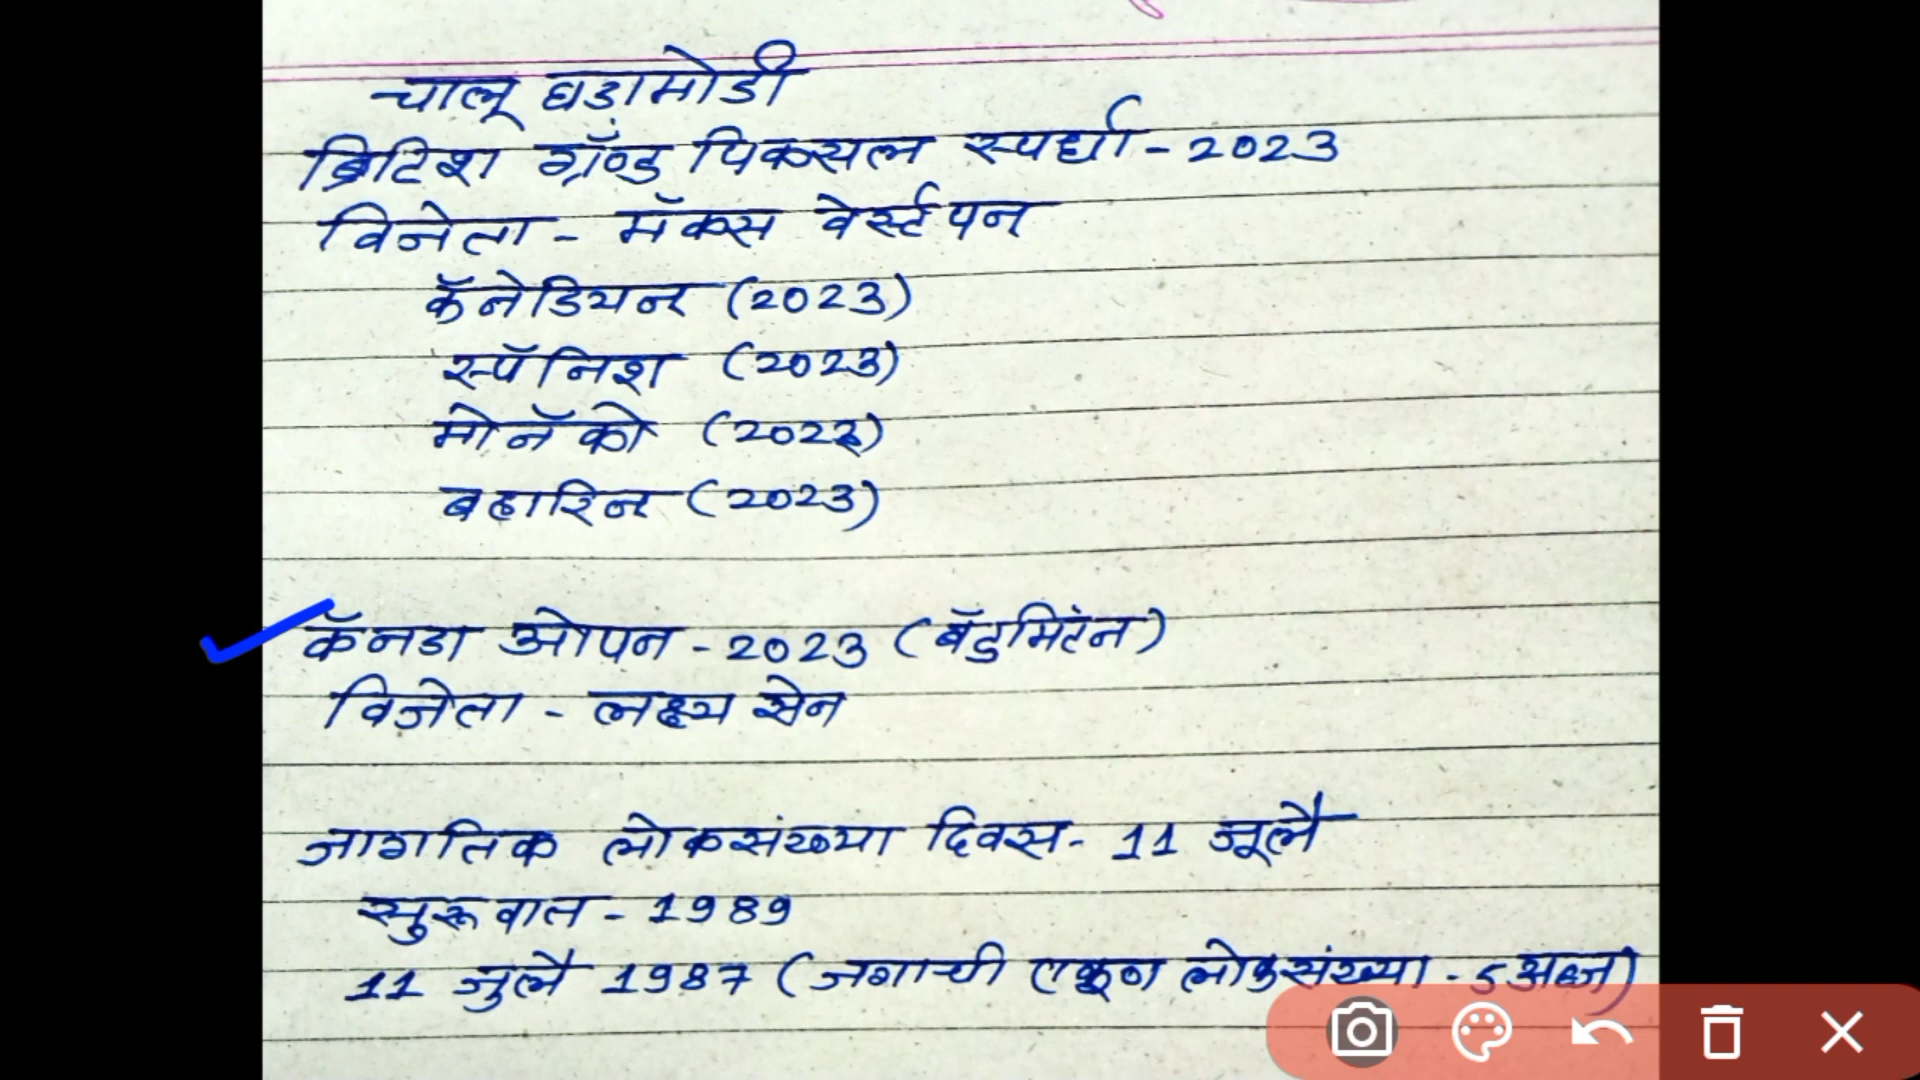 चालू घडामोडी
ब्रिटिश ग्रॅण्ड पिक्सल स्पर्धा - 2023
विजेता - मॅक्स वेर्स्टपन
कॅनेडियन (2023)
स्पॅनिश (2023)
मोनॅको (2023)
बहारिन (2023)
कॅनडा ओपन - 2023 (बॅडमिंटन)
विजेता - लक्ष्य सेन
जागतिक लोकसंख्या दिवस - 11 जूलै
सुरूवात - 1989
11 जुलै 1987 (जगाची एकूण लोकसंख्या - 5 अब्ज)